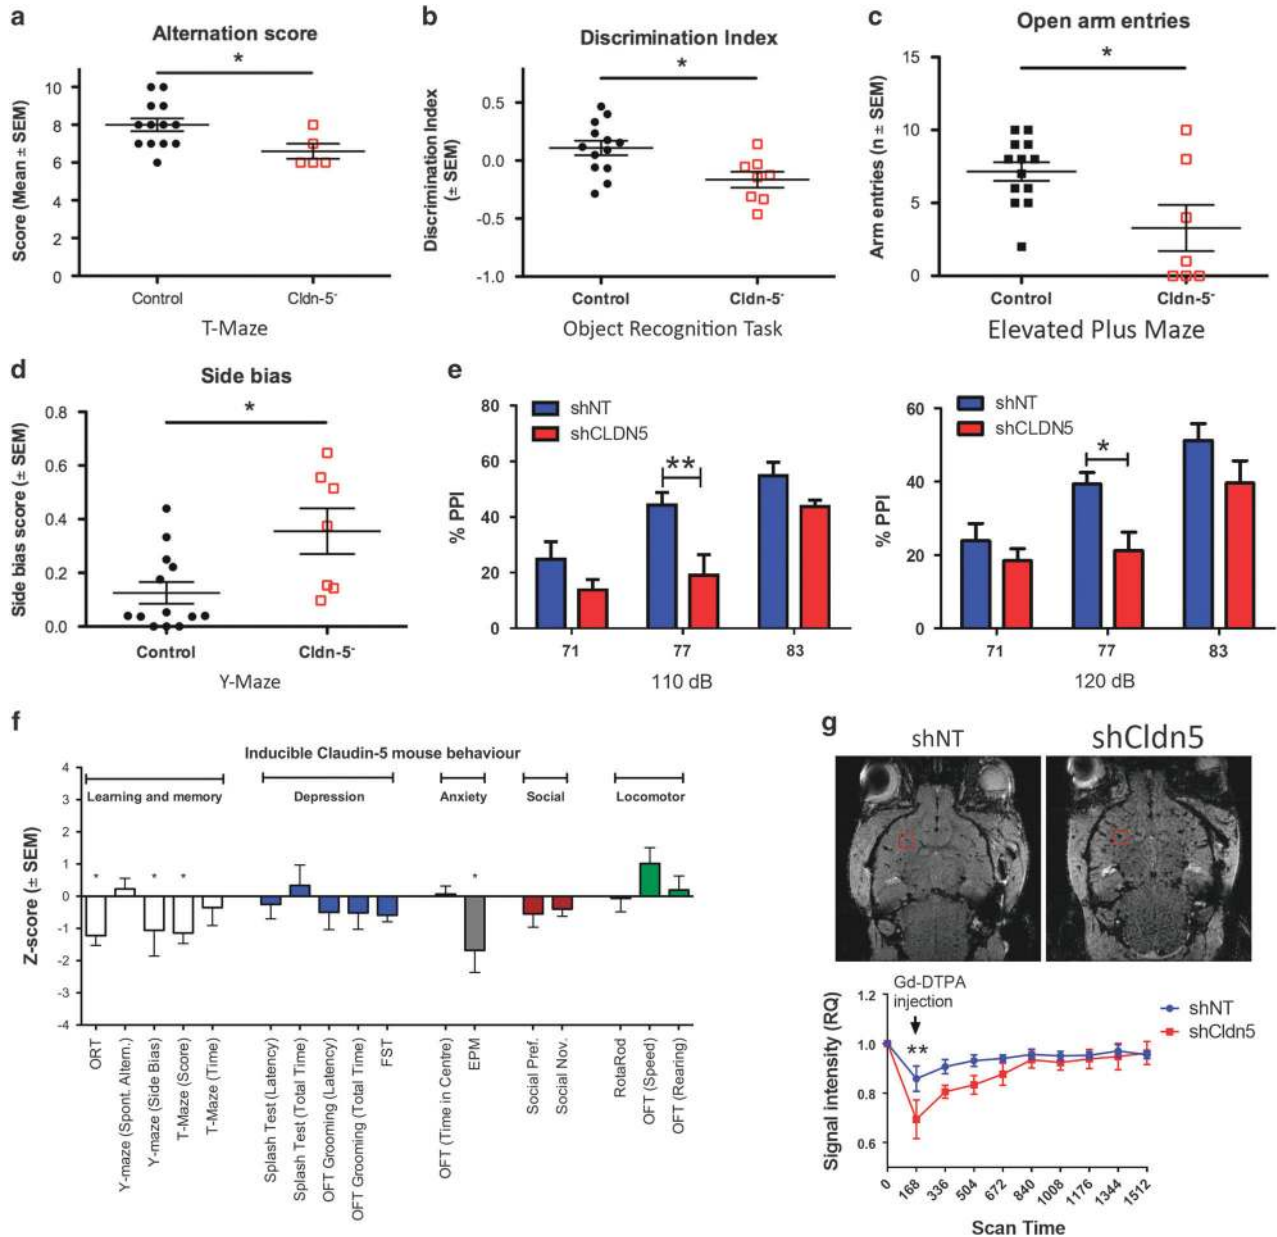 a
Alternation score
*
Score (Mean ± SEM)
10
8
6
4
2
0
Control
Cldn-5-
T-Maze
b
Discrimination Index
*
Discrimination Index
(± SEM)
0.5
0.0
-0.5
-1.0
Control
Cldn-5-
Object Recognition Task
c
Open arm entries
*
Arm entries (n ± SEM)
15
10
5
0
Control
Cldn-5-
Elevated Plus Maze
d
Side bias
*
Side bias score (± SEM)
0.8
0.6
0.4
0.2
0.0
Control
Cldn-5-
Y-Maze
e
shNT
shCLDN5
% PPI
80
60
40
20
0
**
71 77 83
110 dB
shNT
shCLDN5
% PPI
60
40
20
0
*
71 77 83
120 dB
f
Inducible Claudin-5 mouse behaviour
Learning and memory
Depression
Anxiety
Social
Locomotor
Z-score (± SEM)
4
3
2
1
0
-1
-2
-3
-4
* * * *
ORT
Y-maze (Spont. Altern.)
Y-maze (Side Bias)
T-Maze (Score)
T-Maze (Time)
Splash Test (Latency)
Splash Test (Total Time)
OFT Grooming (Latency)
OFT Grooming (Total Time)
FST
OFT (Time in Centre)
EPM
Social Pref.
Social Nov.
RotaRod
OFT (Speed)
OFT (Rearing)
g
shNT
shCldn5
Gd-DTPA
injection
**
shNT
shCldn5
Signal intensity (RQ)
1.2
1.0
0.8
0.6
0
168
336
504
672
840
1008
1176
1344
1512
Scan Time